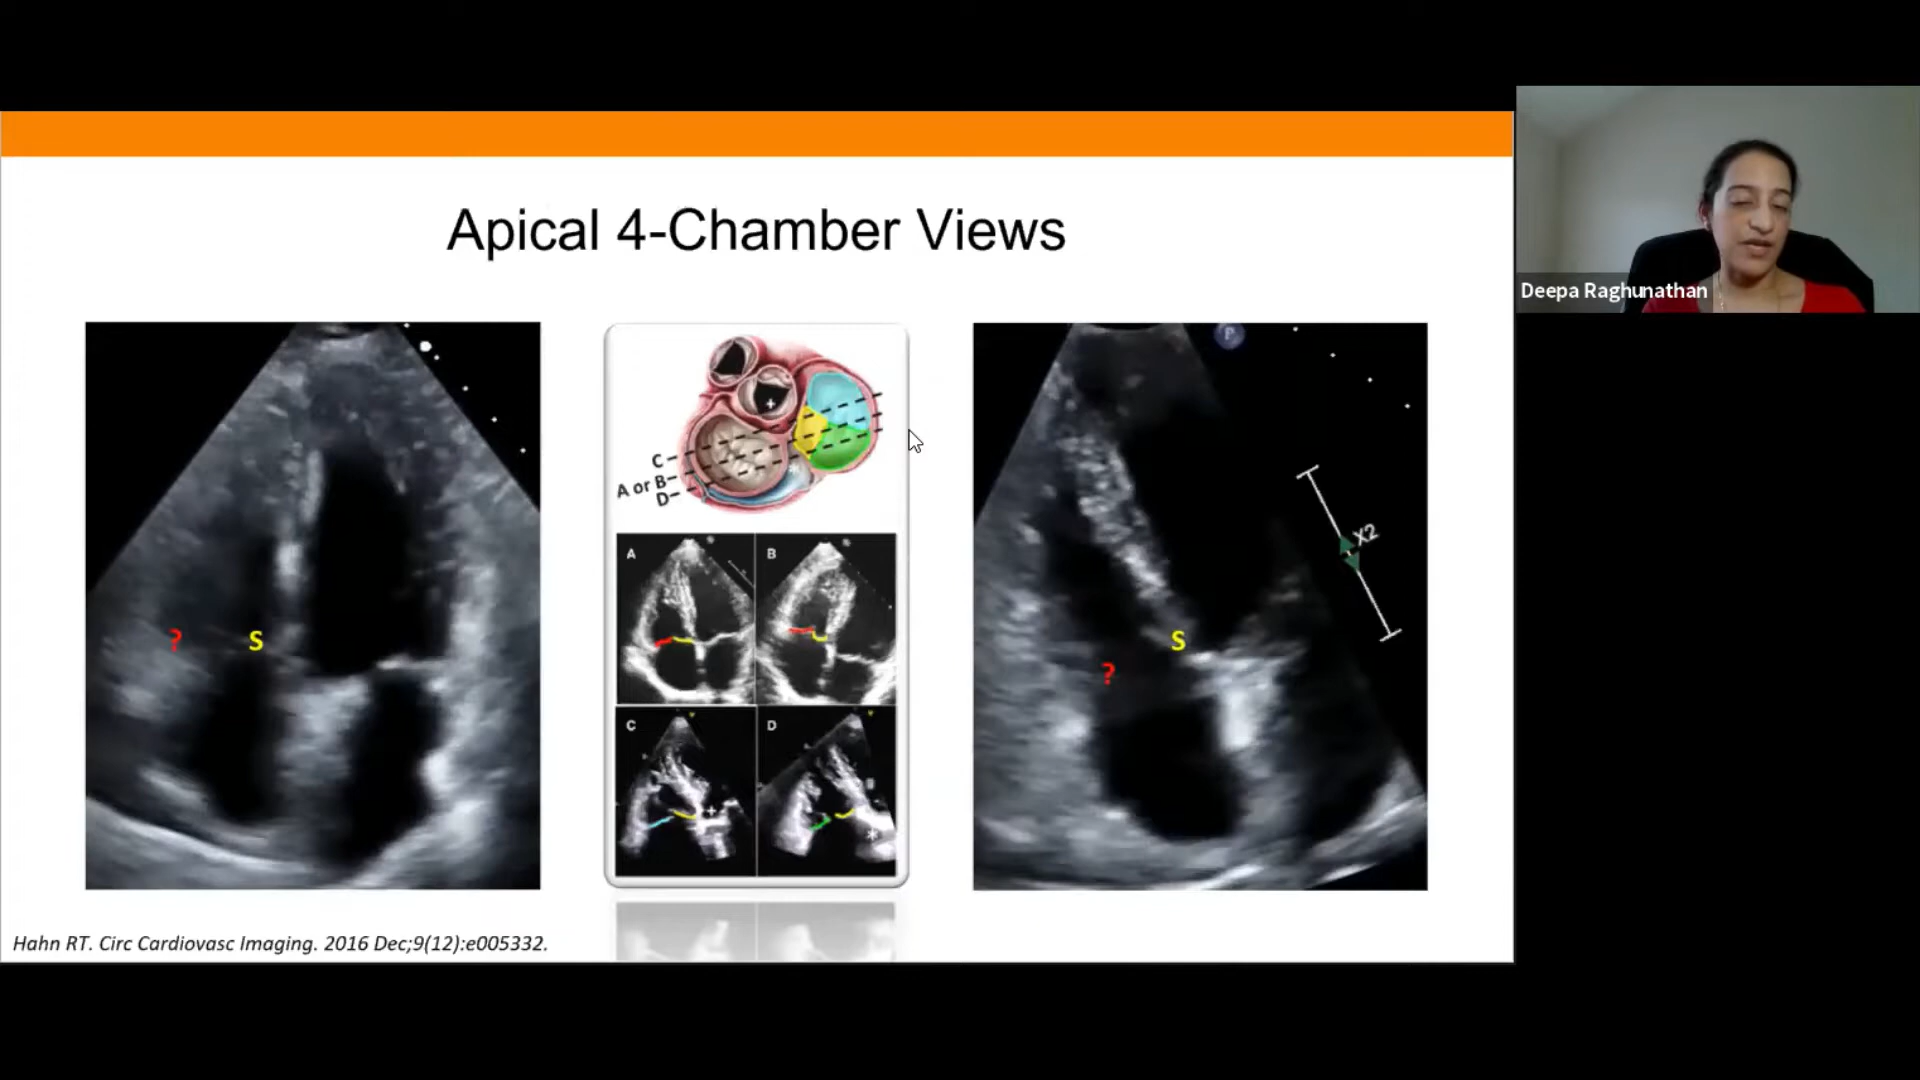 Apical 4-Chamber Views
Deepa Raghunathan
P
X2
? S
S
?
C
A or B
D
A B
C D
Hahn RT. Circ Cardiovasc Imaging. 2016 Dec;9(12):e005332.